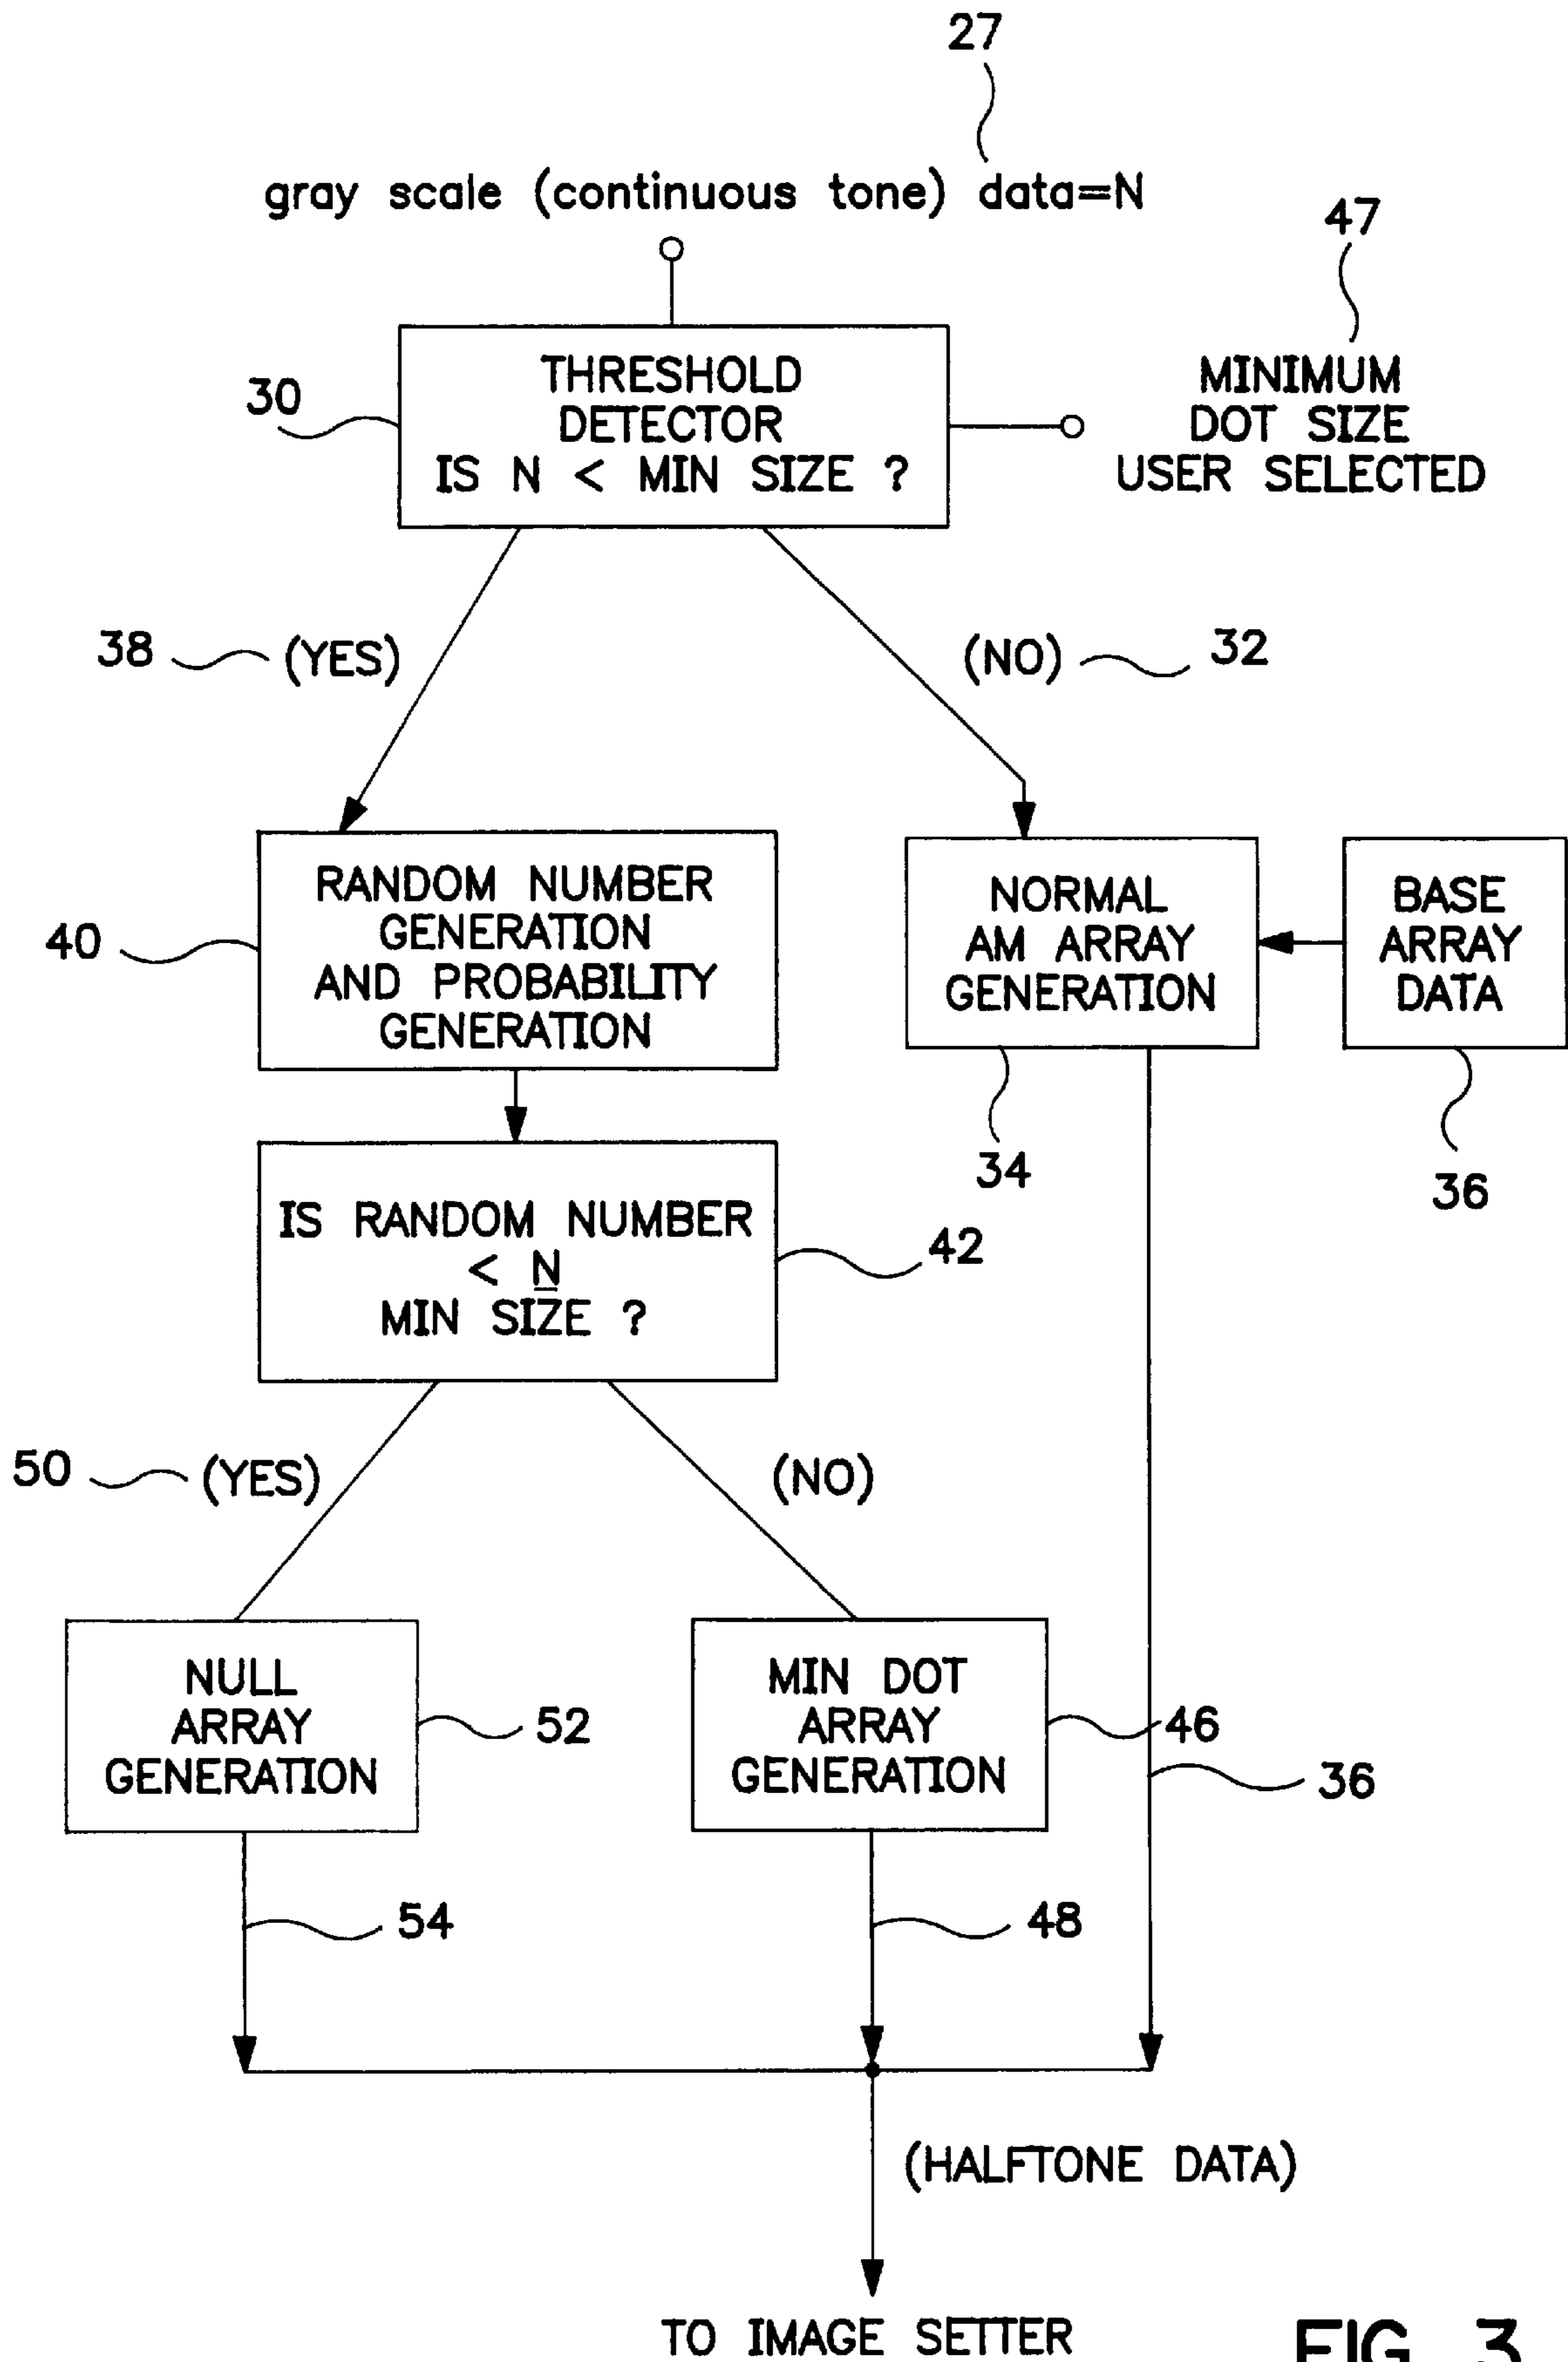 27
gray scale (continuous tone) data=N
47
THRESHOLD
DETECTOR
IS N < MIN SIZE ?
30
MINIMUM
DOT SIZE
USER SELECTED
38
(YES)
(NO)
32
RANDOM NUMBER
GENERATION
AND PROBABILITY
GENERATION
40
NORMAL
AM ARRAY
GENERATION
BASE
ARRAY
DATA
34
36
IS RANDOM NUMBER
< N
MIN SIZE ?
42
50
(YES)
(NO)
NULL
ARRAY
GENERATION
52
MIN DOT
ARRAY
GENERATION
46
36
54
48
(HALFTONE DATA)
TO IMAGE SETTER
FIG. 3